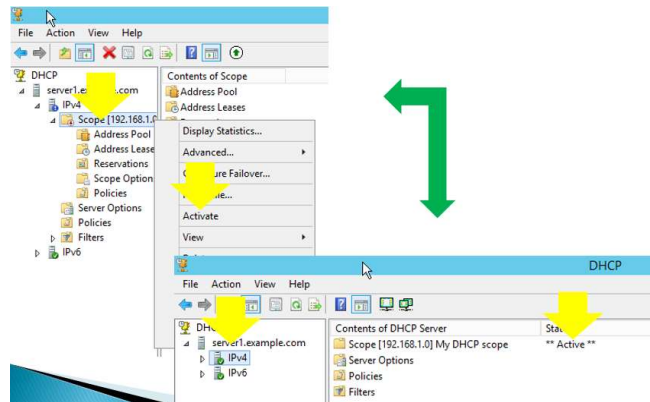 File Action View Help
DHCP
server1.example.com
IPv4
Scope [192.168.1.0
Address Pool
Address Lease
Reservations
Scope Option
Policies
Server Options
Policies
Filters
IPv6
Contents of Scope
Address Pool
Address Leases
Display Statistics...
Advanced...
Failover...
Activate
View
DHCP
File Action View Help
server1.example.com
IPv4
IPv6
Contents of DHCP Server
Scope [192.168.1.0] My DHCP scope
** Active **
Server Options
Policies
Filters